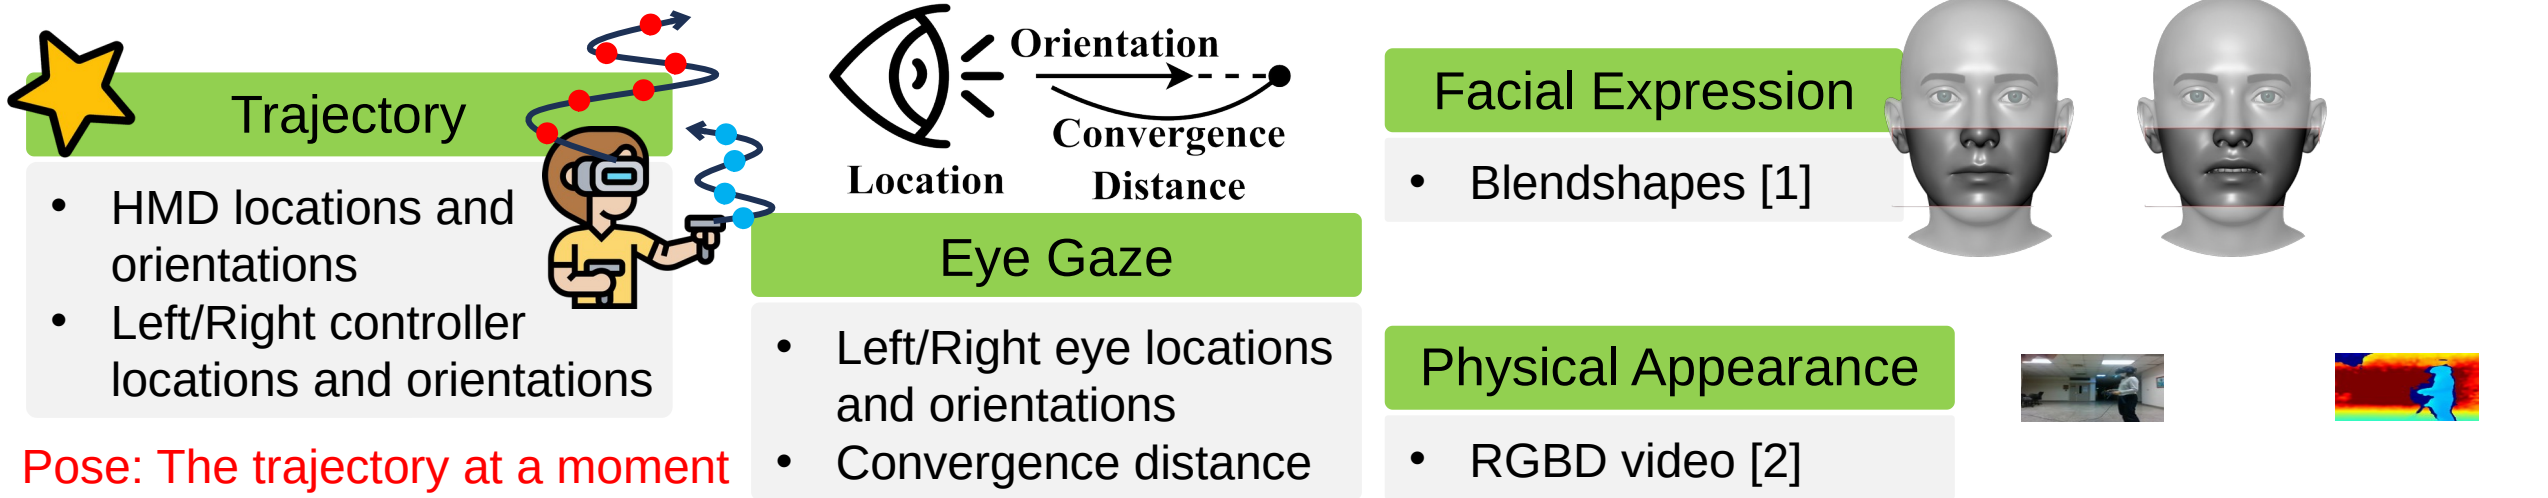 Trajectory
• HMD locations and
orientations
• Left/Right controller
locations and orientations
Pose: The trajectory at a moment
Orientation
Convergence
Distance
Location
Eye Gaze
• Left/Right eye locations
and orientations
• Convergence distance
Facial Expression
• Blendshapes [1]
Physical Appearance
• RGBD video [2]